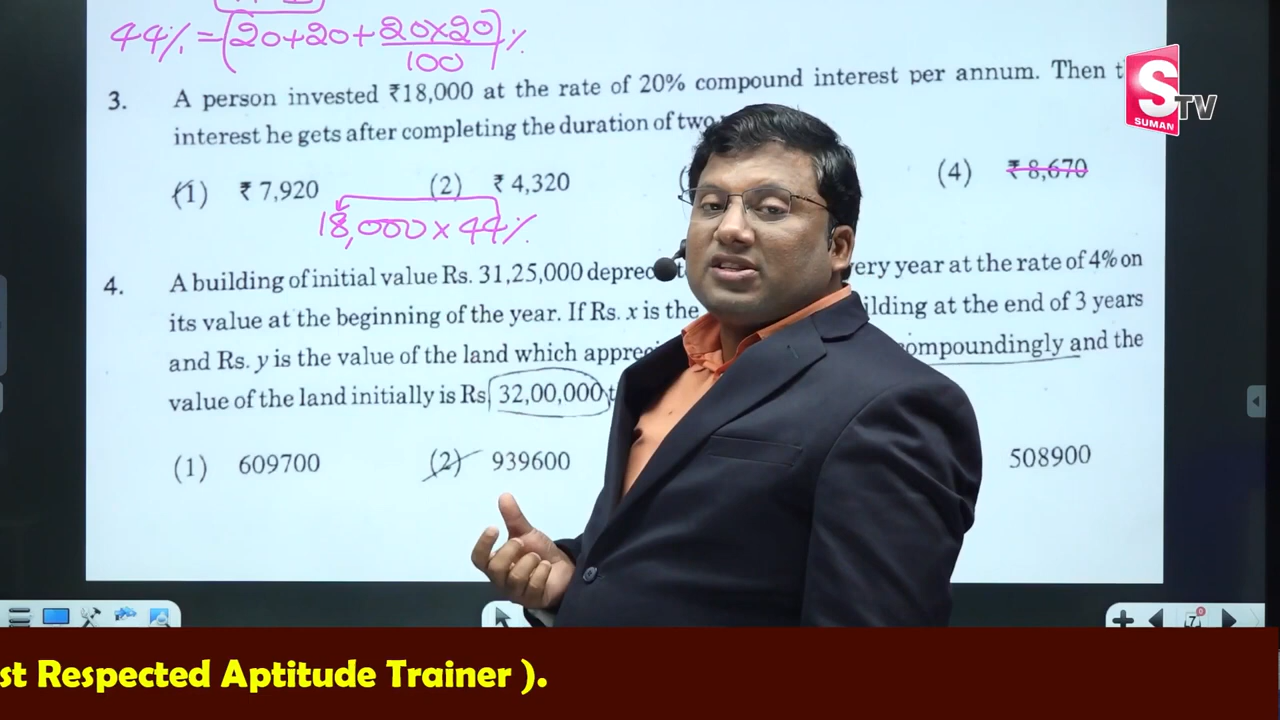 44% = (20+20+ 20×20/100)%
3. A person invested ₹18,000 at the rate of 20% compound interest per annum. Then
interest he gets after completing the duration of two
(1) ₹ 7,920 (2) ₹ 4,320 (4) ₹ 8,670
18,000 × 44%
4. A building of initial value Rs. 31,25,000 every year at the rate of 4% on
its value at the beginning of the year. If Rs. x is the building at the end of 3 years
and Rs. y is the value of the land which compoundingly and the
value of the land initially is Rs 32,00,000
(1) 609700 (2) 939600 508900
S
TV
SUMAN
7
st Respected Aptitude Trainer ).